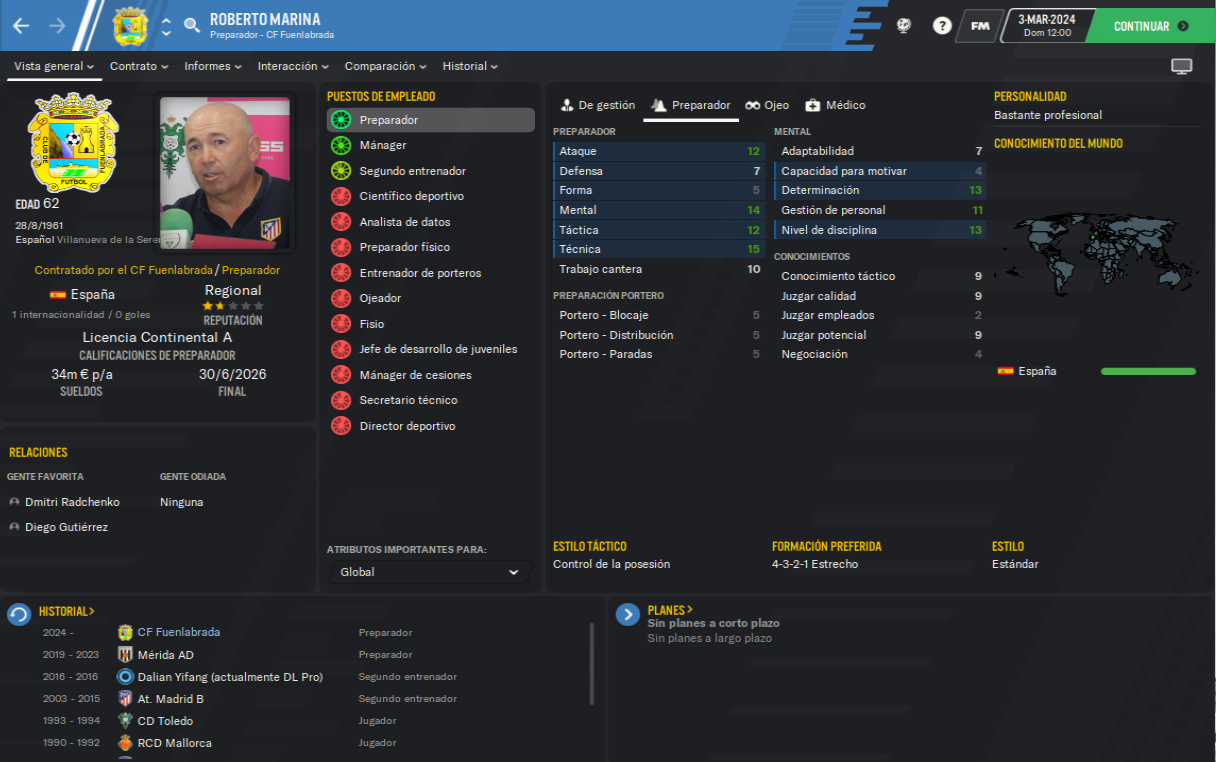 ROBERTO MARINA
Preparador - CF Fuenlabrada
?
FM
3-MAR-2024
Dom 12:00
CONTINUAR
Vista general
Contrato
Informes
Interacción
Comparación
Historial
CLUB DE
FUENLABRADA
FUTBOL
EDAD 62
28/8/1961
Español Villanueva de la Seren
Contratado por el CF Fuenlabrada / Preparador
España
1 internacionalidad / 0 goles
Regional
REPUTACIÓN
Licencia Continental A
CALIFICACIONES DE PREPARADOR
34m € p/a
SUELDOS
30/6/2026
FINAL
RELACIONES
GENTE FAVORITA
GENTE ODIADA
Dmitri Radchenko
Ninguna
Diego Gutiérrez
PUESTOS DE EMPLEADO
Preparador
Mánager
Segundo entrenador
Científico deportivo
Analista de datos
Preparador físico
Entrenador de porteros
Ojeador
Fisio
Jefe de desarrollo de juveniles
Mánager de cesiones
Secretario técnico
Director deportivo
ATRIBUTOS IMPORTANTES PARA:
Global
De gestión
Preparador
Ojeo
Médico
PREPARADOR
Ataque 12
Defensa 7
Forma 5
Mental 14
Táctica 12
Técnica 15
Trabajo cantera 10
PREPARACIÓN PORTERO
Portero - Blocaje 5
Portero - Distribución 5
Portero - Paradas 5
MENTAL
Adaptabilidad 7
Capacidad para motivar 4
Determinación 13
Gestión de personal 11
Nivel de disciplina 13
CONOCIMIENTOS
Conocimiento táctico 9
Juzgar calidad 9
Juzgar empleados 2
Juzgar potencial 9
Negociación 4
PERSONALIDAD
Bastante profesional
CONOCIMIENTO DEL MUNDO
España
ESTILO TÁCTICO
Control de la posesión
FORMACIÓN PREFERIDA
4-3-2-1 Estrecho
ESTILO
Estándar
HISTORIAL >
2024 - CF Fuenlabrada Preparador
2019 - 2023 Mérida AD Preparador
2016 - 2016 Dalian Yifang (actualmente DL Pro) Segundo entrenador
2003 - 2015 At. Madrid B Segundo entrenador
1993 - 1994 CD Toledo Jugador
1990 - 1992 RCD Mallorca Jugador
PLANES >
Sin planes a corto plazo
Sin planes a largo plazo